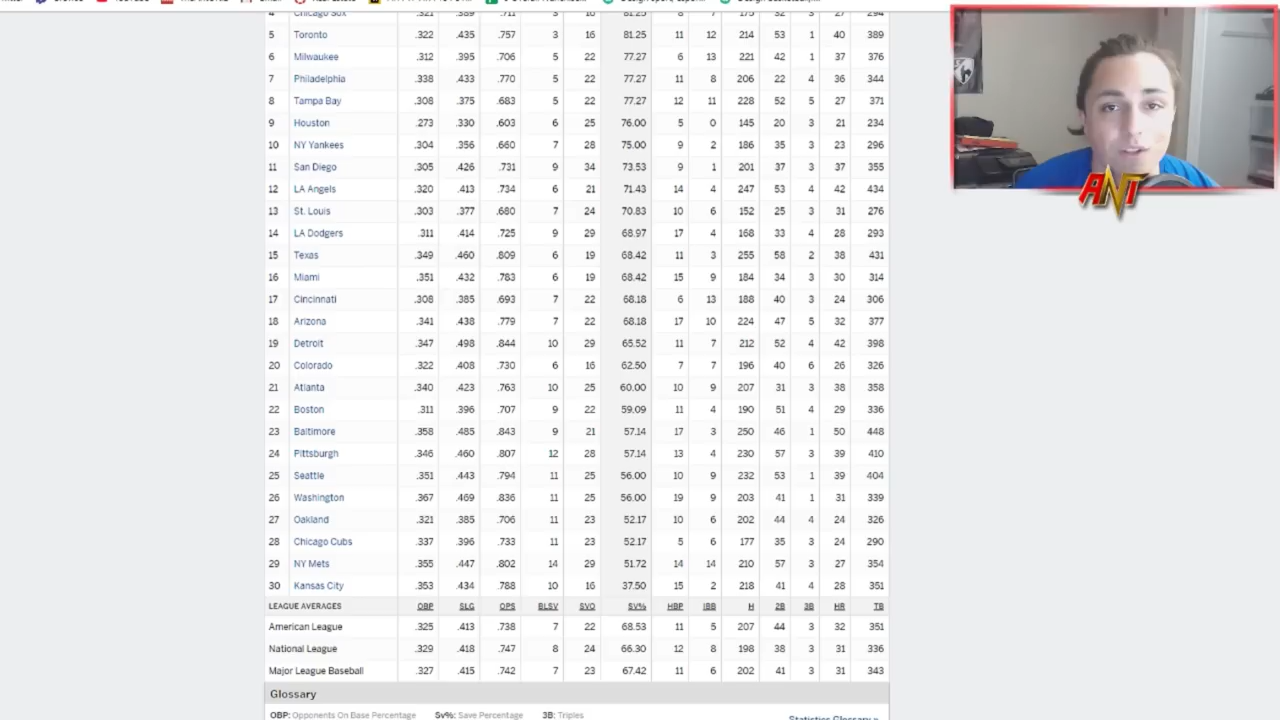 4 Chicago Sox .321 .389 .711 3 16 81.25 8 7 175 32 3 27 294
5 Toronto .322 .435 .757 3 16 81.25 11 12 214 53 1 40 389
6 Milwaukee .312 .395 .706 5 22 77.27 6 13 221 42 1 37 376
7 Philadelphia .338 .433 .770 5 22 77.27 11 8 206 22 4 36 344
8 Tampa Bay .308 .375 .683 5 22 77.27 12 11 228 52 5 27 371
9 Houston .273 .330 .603 6 25 76.00 5 0 145 20 3 21 234
10 NY Yankees .304 .356 .660 7 28 75.00 9 2 186 35 3 23 296
11 San Diego .305 .426 .731 9 34 73.53 9 1 201 37 3 37 355
12 LA Angels .320 .413 .734 6 21 71.43 14 4 247 53 4 42 434
13 St. Louis .303 .377 .680 7 24 70.83 10 6 152 25 3 31 276
14 LA Dodgers .311 .414 .725 9 29 68.97 17 4 168 33 4 28 293
15 Texas .349 .460 .809 6 19 68.42 11 3 255 58 2 38 431
16 Miami .351 .432 .783 6 19 68.42 15 9 184 34 3 30 314
17 Cincinnati .308 .385 .693 7 22 68.18 6 13 188 40 3 24 306
18 Arizona .341 .438 .779 7 22 68.18 17 10 224 47 5 32 377
19 Detroit .347 .498 .844 10 29 65.52 11 7 212 52 4 42 398
20 Colorado .322 .408 .730 6 16 62.50 7 7 196 40 6 26 326
21 Atlanta .340 .423 .763 10 25 60.00 10 9 207 31 3 38 358
22 Boston .311 .396 .707 9 22 59.09 11 4 190 51 4 29 336
23 Baltimore .358 .485 .843 9 21 57.14 17 3 250 46 1 50 448
24 Pittsburgh .346 .460 .807 12 28 57.14 13 4 230 57 3 39 410
25 Seattle .351 .443 .794 11 25 56.00 10 9 232 53 1 39 404
26 Washington .367 .469 .836 11 25 56.00 19 9 203 41 1 31 339
27 Oakland .321 .385 .706 11 23 52.17 10 6 202 44 4 24 326
28 Chicago Cubs .337 .396 .733 11 23 52.17 5 6 177 35 3 24 290
29 NY Mets .355 .447 .802 14 29 51.72 14 14 210 57 3 27 354
30 Kansas City .353 .434 .788 10 16 37.50 15 2 218 41 4 28 351
LEAGUE AVERAGES OBP SLG OPS BLSV SVO SV% HBP IBB H 2B 3B HR TB
American League .325 .413 .738 7 22 68.53 11 5 207 44 3 32 351
National League .329 .418 .747 8 24 66.30 12 8 198 38 3 31 336
Major League Baseball .327 .415 .742 7 23 67.42 11 6 202 41 3 31 343
Glossary
OBP: Opponents On Base Percentage Sv%: Save Percentage 3B: Triples
Statistics Glossary »
ANT